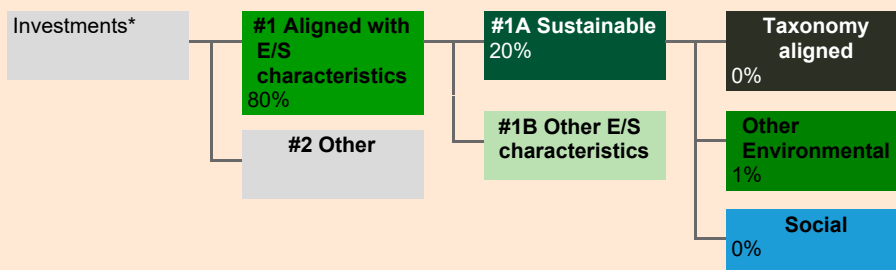 Investments*
#1 Aligned with
E/S
characteristics
80%
#2 Other
#1A Sustainable
20%
#1B Other E/S
characteristics
Taxonomy
aligned
0%
Other
Environmental
1%
Social
0%